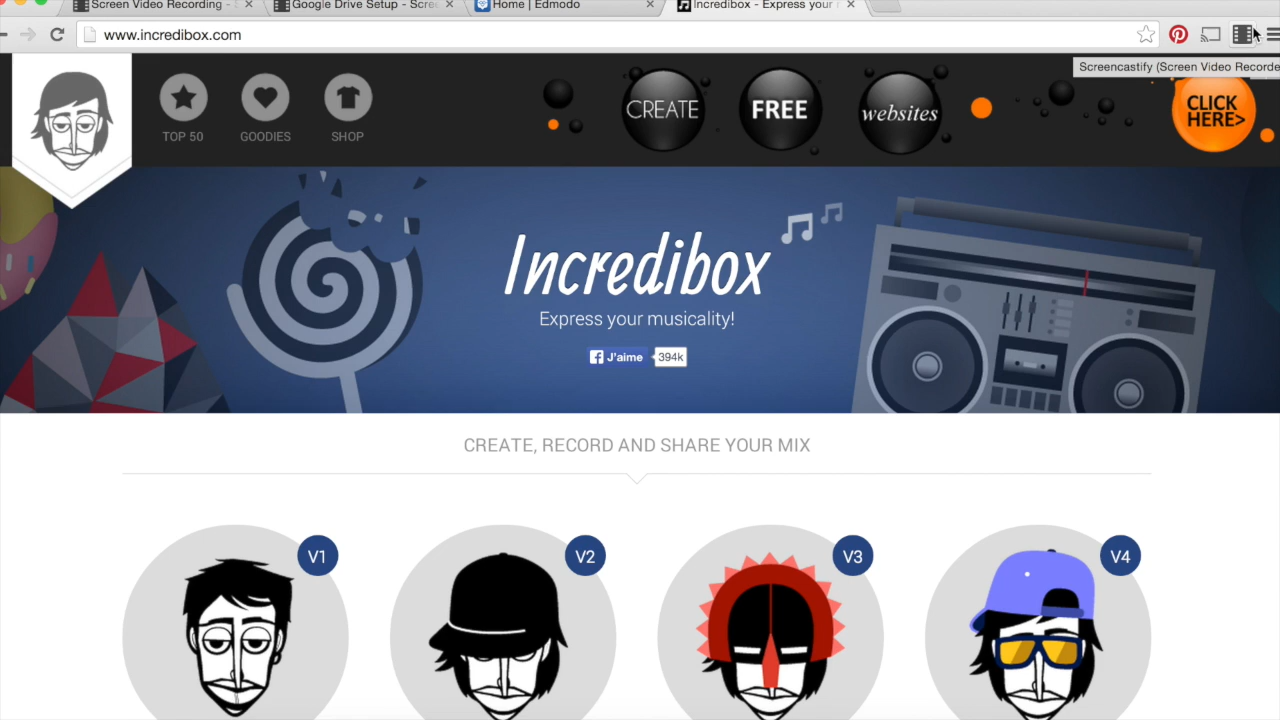 Screen Video Recording - S
Google Drive Setup - Scree
Home | Edmodo
Incredibox - Express your m
www.incredibox.com
Screencastify (Screen Video Recorde
TOP 50
GOODIES
SHOP
CREATE
FREE
websites
CLICK
HERE>
Incredibox
Express your musicality!
J'aime
394k
CREATE, RECORD AND SHARE YOUR MIX
V1
V2
V3
V4